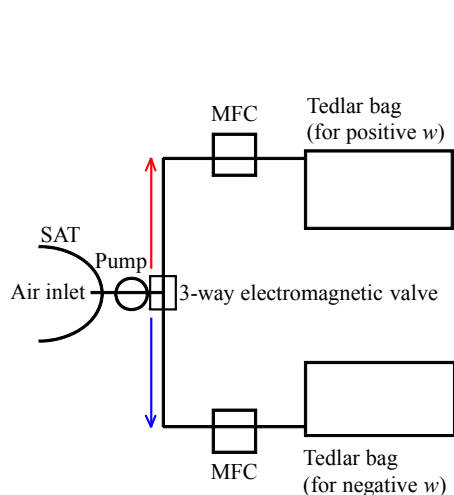 MFC
Tedlar bag
(for positive w)
SAT
Pump
Air inlet
3-way electromagnetic valve
MFC
Tedlar bag
(for negative w)